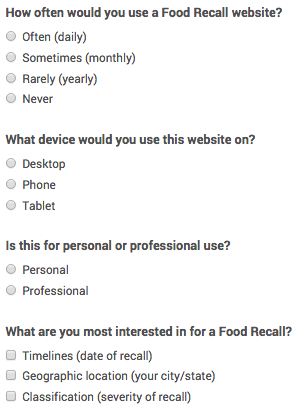 How often would you use a Food Recall website?
Often (daily)
Sometimes (monthly)
Rarely (yearly)
Never
What device would you use this website on?
Desktop
Phone
Tablet
Is this for personal or professional use?
Personal
Professional
What are you most interested in for a Food Recall?
Timelines (date of recall)
Geographic location (your city/state)
Classification (severity of recall)